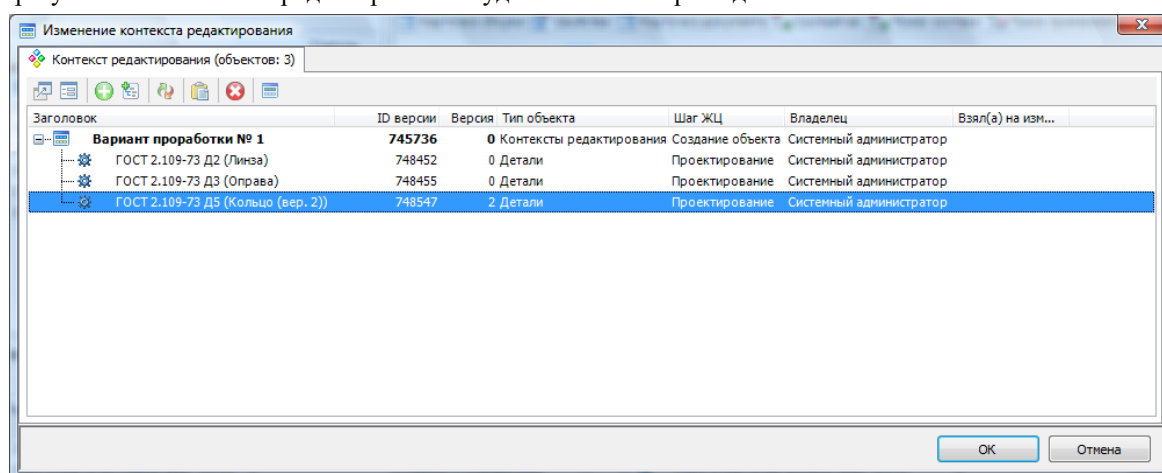 Изменение контекста редактирования
Контекст редактирования (объектов: 3)
Заголовок ID версии Версия Тип объекта Шаг ЖЦ Владелец Взял(а) на изм...
Вариант проработки № 1 745736 0 Контексты редактирования Создание объекта Системный администратор
ГОСТ 2.109-73 Д2 (Линза) 748452 0 Детали Проектирование Системный администратор
ГОСТ 2.109-73 Д3 (Оправа) 748455 0 Детали Проектирование Системный администратор
ГОСТ 2.109-73 Д5 (Кольцо (вер. 2)) 748547 2 Детали Проектирование Системный администратор
ОК Отмена